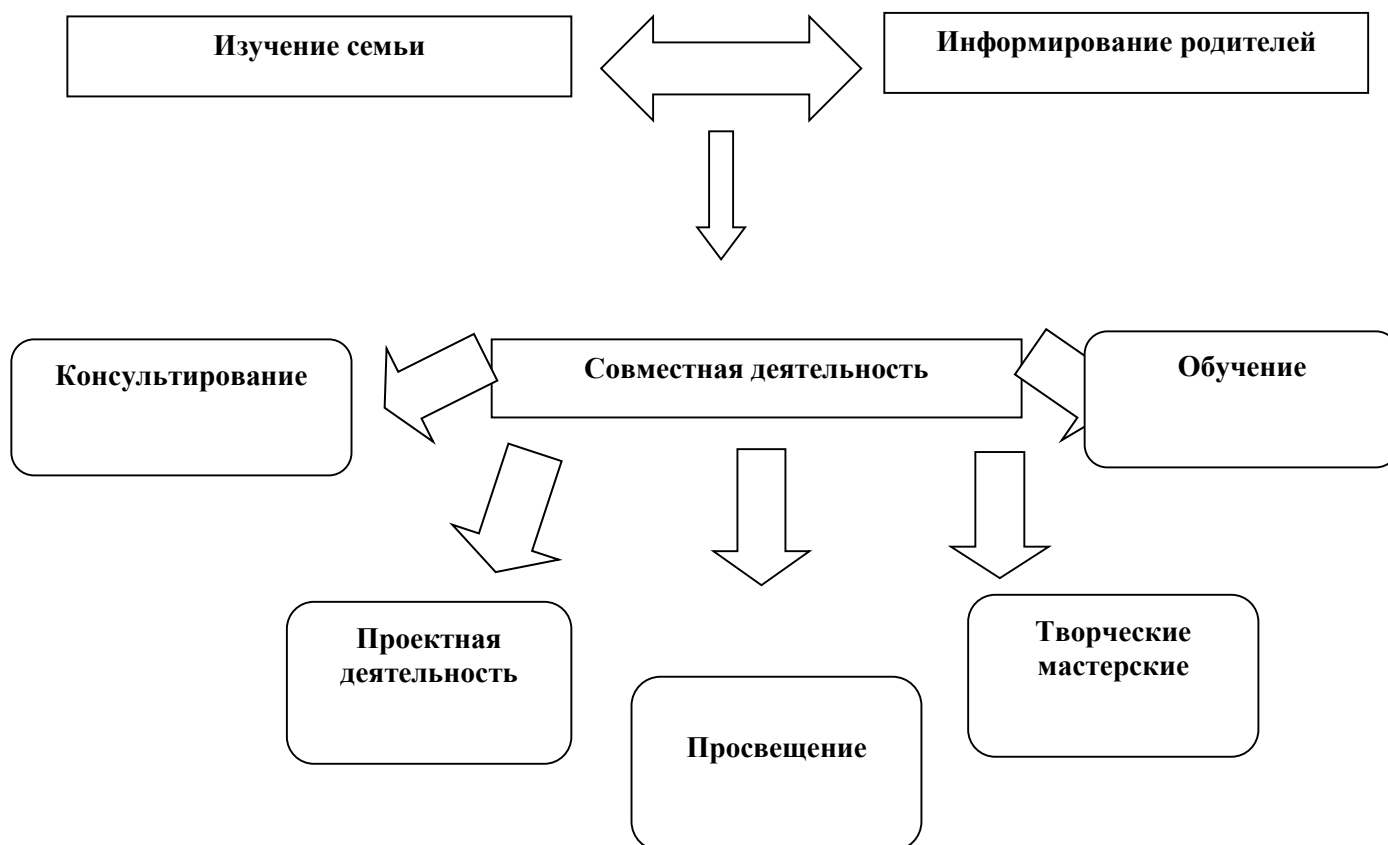 Изучение семьи
Информирование родителей
Консультирование
Совместная деятельность
Обучение
Проектная
деятельность
Просвещение
Творческие
мастерские